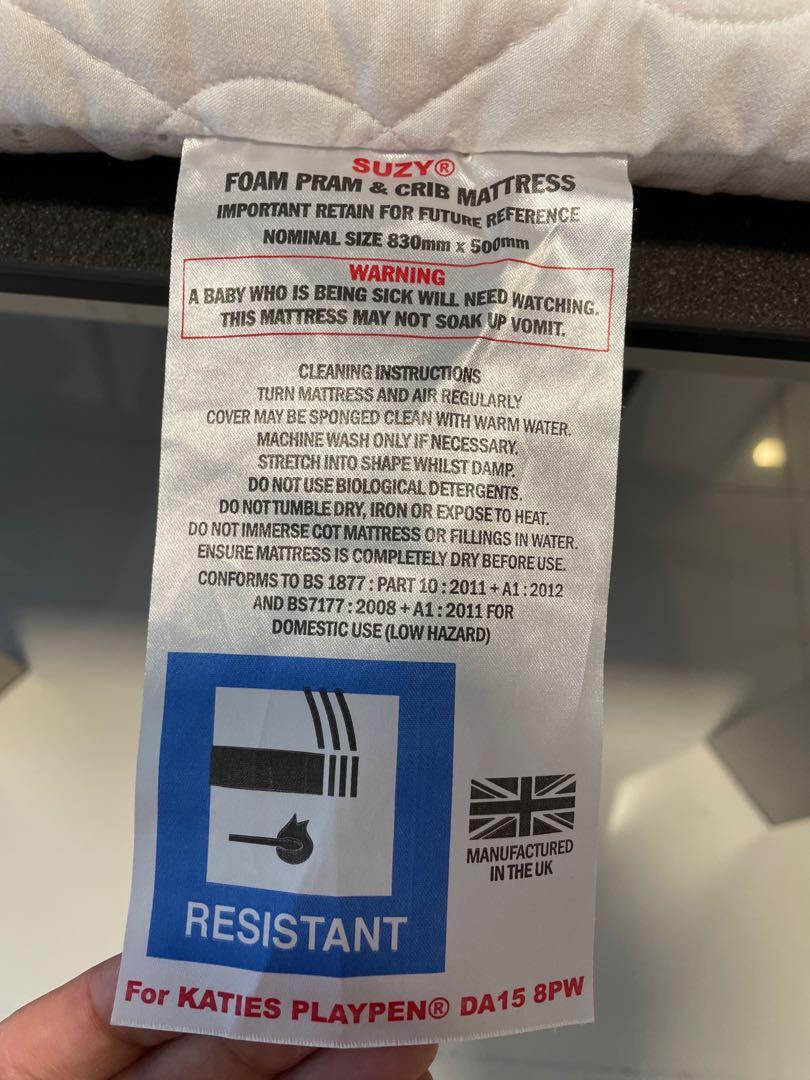 SUZY®
FOAM PRAM & CRIB MATTRESS
IMPORTANT RETAIN FOR FUTURE REFERENCE
NOMINAL SIZE 830mm x 500mm
WARNING
A BABY WHO IS BEING SICK WILL NEED WATCHING.
THIS MATTRESS MAY NOT SOAK UP VOMIT.
CLEANING INSTRUCTIONS
TURN MATTRESS AND AIR REGULARLY
COVER MAY BE SPONGED CLEAN WITH WARM WATER.
MACHINE WASH ONLY IF NECESSARY.
STRETCH INTO SHAPE WHILST DAMP.
DO NOT USE BIOLOGICAL DETERGENTS.
DO NOT TUMBLE DRY, IRON OR EXPOSE TO HEAT.
DO NOT IMMERSE COT MATTRESS OR FILLINGS IN WATER.
ENSURE MATTRESS IS COMPLETELY DRY BEFORE USE.
CONFORMS TO BS 1877 : PART 10 : 2011 + A1 : 2012
AND BS7177 : 2008 + A1 : 2011 FOR
DOMESTIC USE (LOW HAZARD)
RESISTANT
MANUFACTURED
IN THE UK
For KATIES PLAYPEN® DA15 8PW